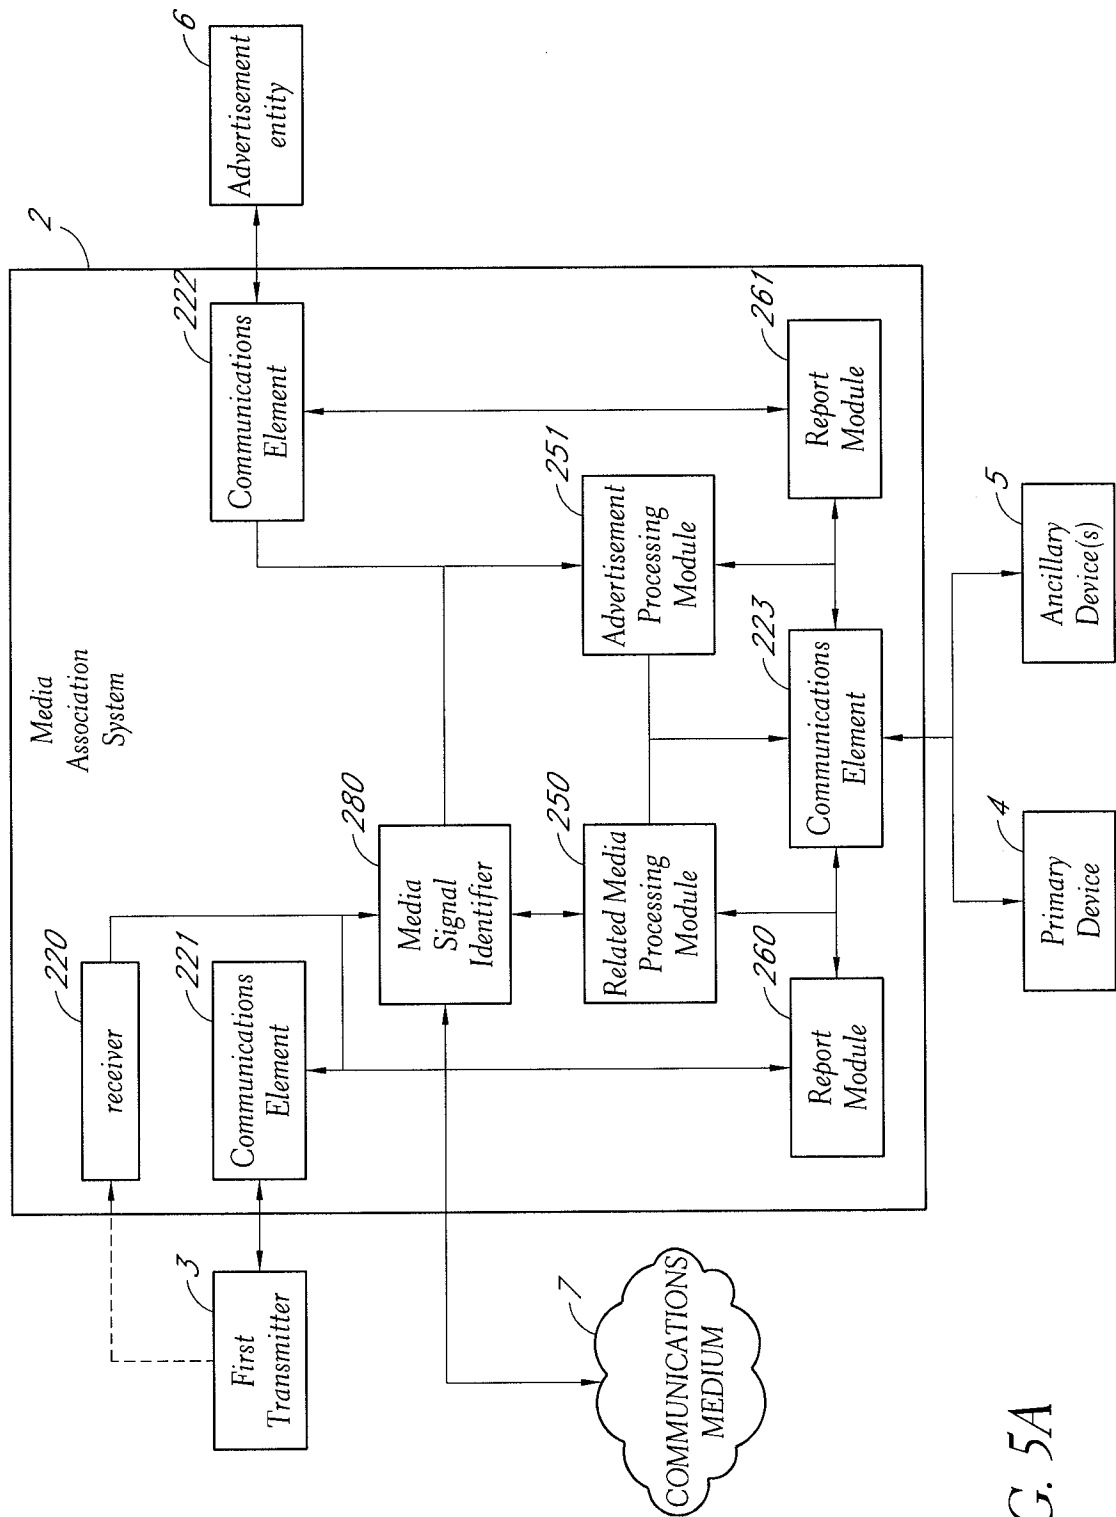 2
Media
Association
System
220
receiver
221
Communications
Element
222
Communications
Element
6
Advertisement
entity
3
First
Transmitter
280
Media
Signal
Identifier
250
Related Media
Processing
Module
251
Advertisement
Processing
Module
260
Report
Module
223
Communications
Element
261
Report
Module
7
COMMUNICATIONS
MEDIUM
4
Primary
Device
5
Ancillary
Device(s)
G. 5A